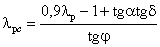 λрс = (0,9λр − 1 + tgαtgδ) / tgφ